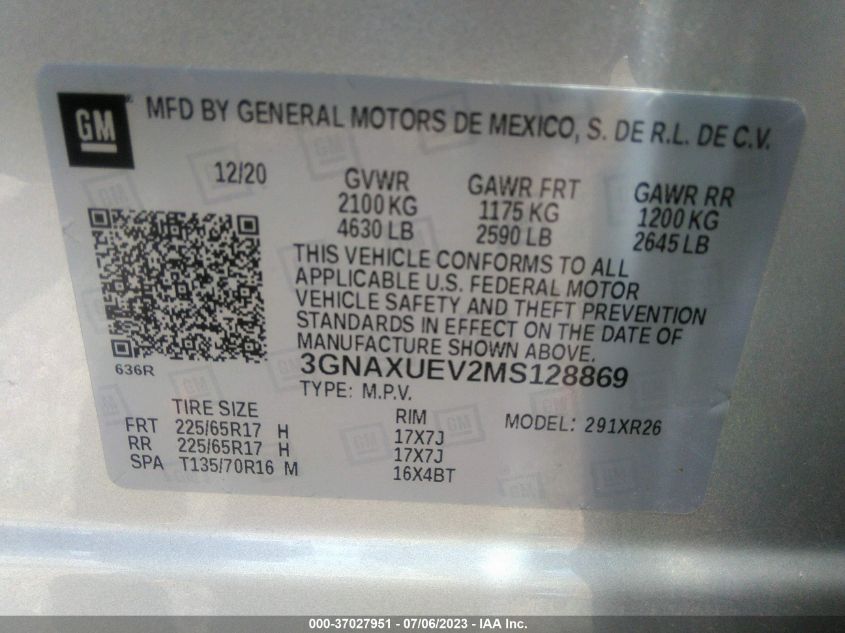 GM
MFD BY GENERAL MOTORS DE MEXICO, S. DE R.L. DE C.V.
12/20
GVWR GAWR FRT GAWR RR
2100 KG 1175 KG 1200 KG
4630 LB 2590 LB 2645 LB
THIS VEHICLE CONFORMS TO ALL
APPLICABLE U.S. FEDERAL MOTOR
VEHICLE SAFETY AND THEFT PREVENTION
STANDARDS IN EFFECT ON THE DATE OF
MANUFACTURE SHOWN ABOVE.
636R
3GNAXUEV2MS128869
TYPE: M.P.V.
TIRE SIZE RIM MODEL: 291XR26
FRT 225/65R17 H 17X7J
RR 225/65R17 H 17X7J
SPA T135/70R16 M 16X4BT
000-37027951 - 07/06/2023 - IAA Inc.